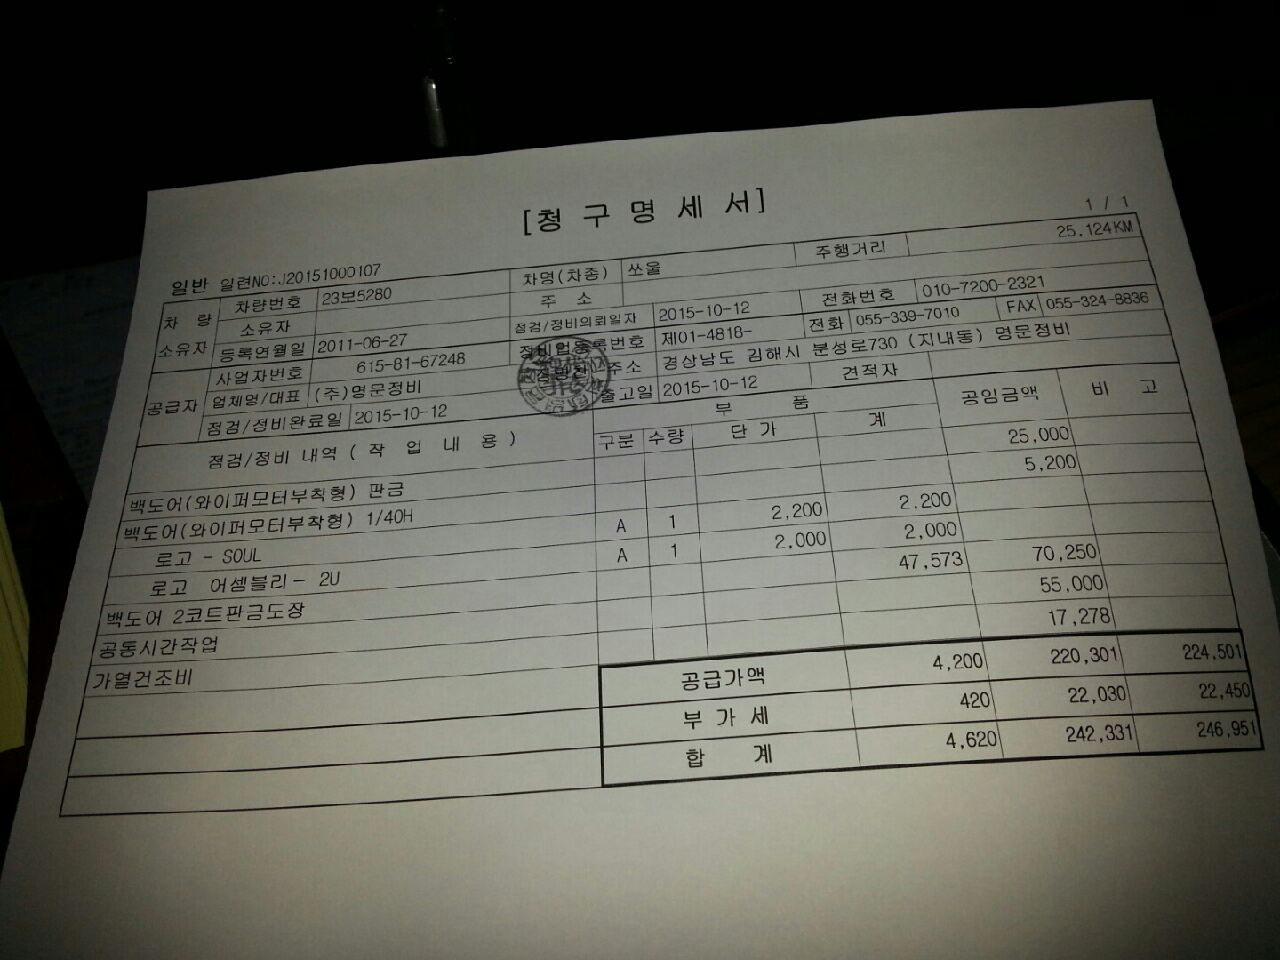 [청 구 명 세 서]
1 / 1
일반 일련NO:J20151000107
차 량 차량번호 23보5280 차명(차종) 쏘울 주행거리 25.124KM
소유자 소유자 주 소 전화번호 010-7200-2321
등록연월일 2011-06-27 점검/정비의뢰일자 2015-10-12 전화 055-339-7010 FAX 055-324-8836
공급자 사업자번호 615-81-67248 등록번호 제01-4818-
업체명/대표 (주)영문정비 주소 경상남도 김해시 분성로730 (지내동) 영문정비
점검/정비완료일 2015-10-12 출고일 2015-10-12 견적자
점검/정비 내역 ( 작 업 내 용 ) 부 품 공임금액 비 고
구분 수량 단 가 계
백도어(와이퍼모터부착형) 판금 25,000
백도어(와이퍼모터부착형) 1/40H 5,200
로고 - SOUL A 1 2,200 2.200
로고 어셈블리 - 2U A 1 2.000 2,000
백도어 2코트판금도장 47,573 70,250
공통시간작업 55,000
가열건조비 17,278
공급가액 4,200 220,301 224,501
부 가 세 420 22,030 22,450
합 계 4,620 242,331 246,951